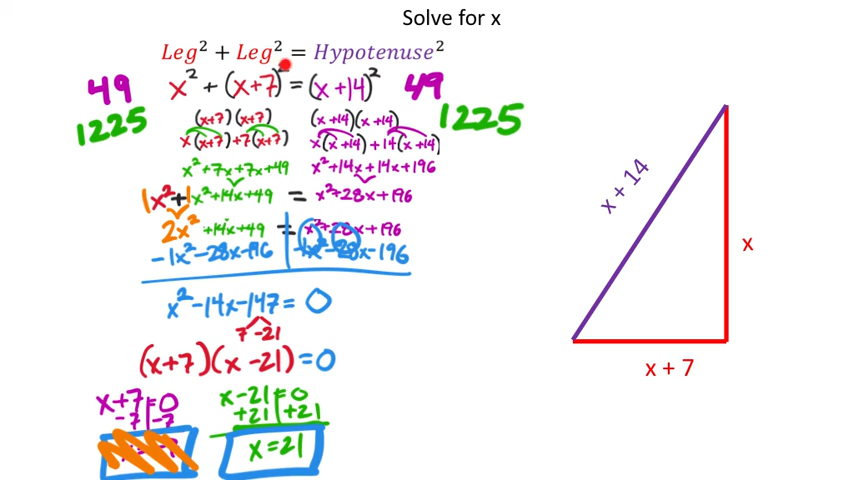 Solve for x
Leg² + Leg² = Hypotenuse²
49 x² + (x+7)² = (x+14)² 49
1225 (x+7)(x+7) (x+14)(x+14) 1225
x(x+7)+7(x+7) x(x+14)+14(x+14)
x²+7x+7x+49 x²+14x+14x+196
1x²+1x²+14x+49 = x²+28x+196
2x²+14x+49 = x²+28x+196
-1x²-28x-196 -1x²-28x-196
x²-14x-147=0
7 -21
(x+7)(x-21)=0
x+7=0 x-21=0
-7 -7 +21 +21
x=21
x + 14
x
x + 7